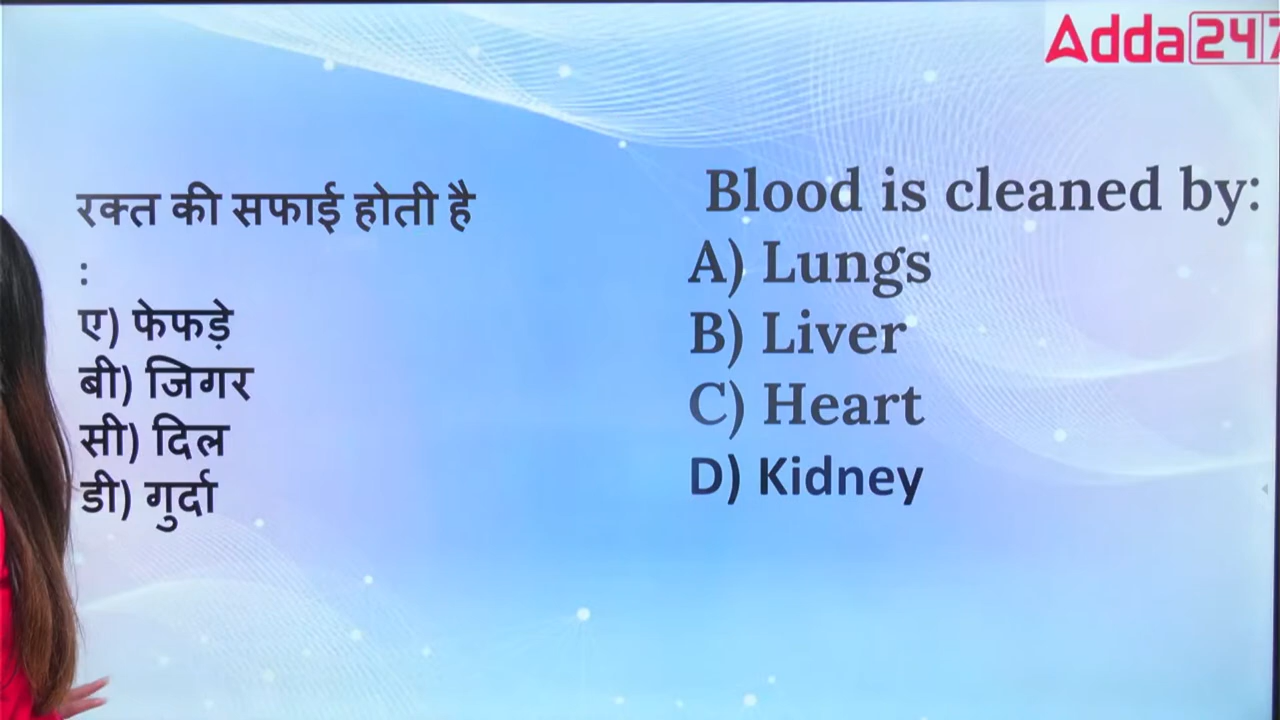 Adda247
रक्त की सफाई होती है
:
ए) फेफड़े
बी) जिगर
सी) दिल
डी) गुर्दा
Blood is cleaned by:
A) Lungs
B) Liver
C) Heart
D) Kidney